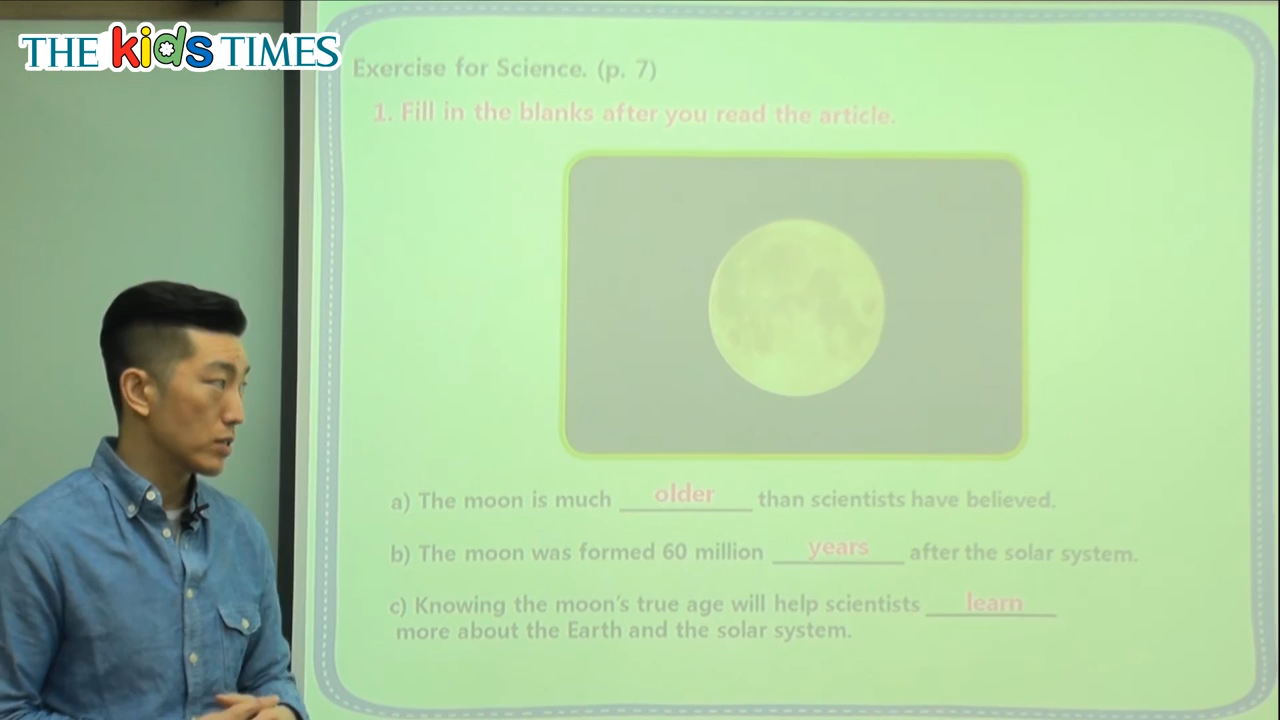 THE kids TIMES
Exercise for Science. (p. 7)
1. Fill in the blanks after you read the article.
a) The moon is much older than scientists have believed.
b) The moon was formed 60 million years after the solar system.
c) Knowing the moon's true age will help scientists learn
more about the Earth and the solar system.